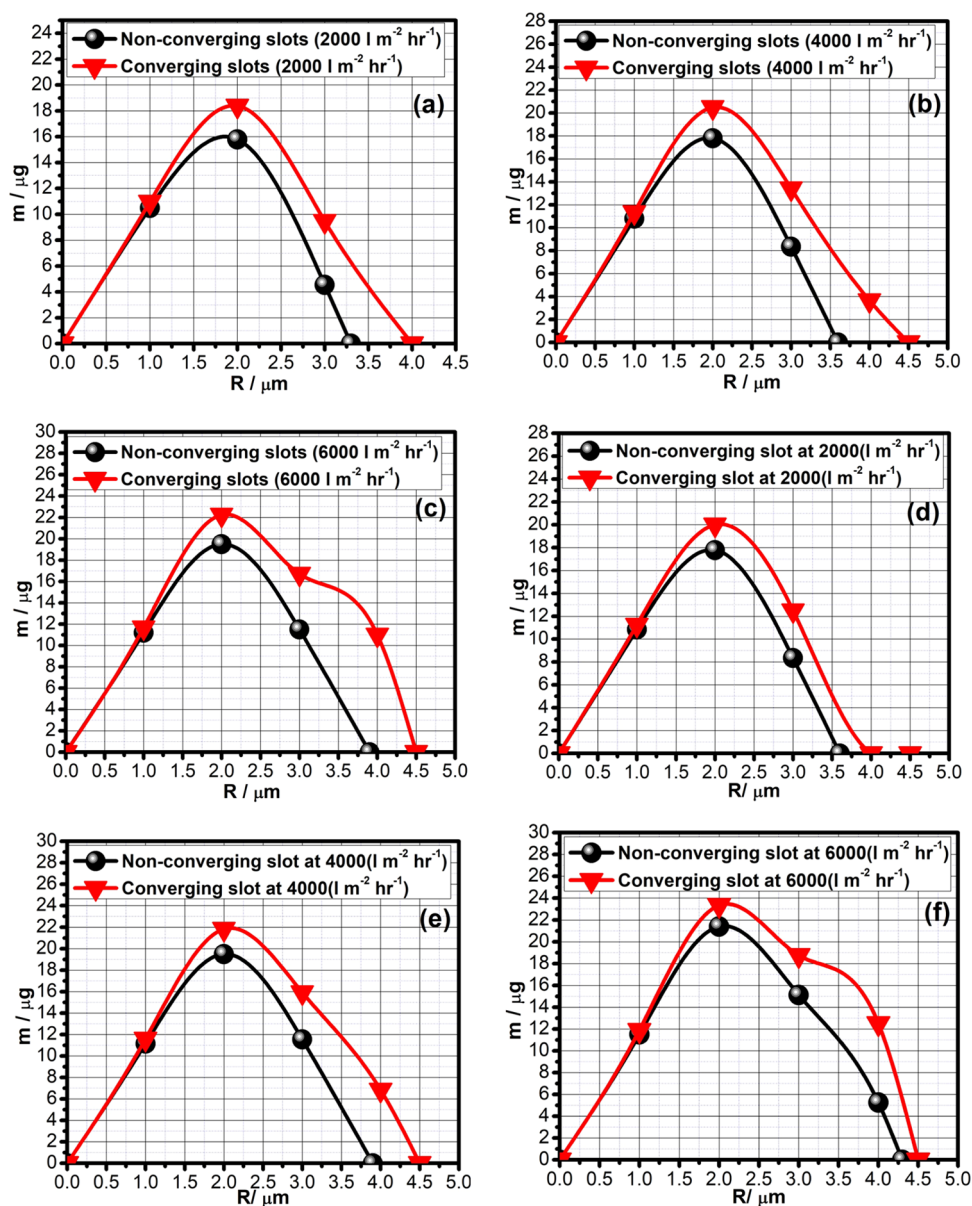 Non-converging slots (2000 l m⁻² hr⁻¹)
Converging slots (2000 l m⁻² hr⁻¹)
(a)
m / μg
24
22
20
18
16
14
12
10
8
6
4
2
0
0.0 0.5 1.0 1.5 2.0 2.5 3.0 3.5 4.0 4.5
R / μm
Non-converging slots (4000 l m⁻² hr⁻¹)
Converging slots (4000 l m⁻² hr⁻¹)
(b)
m / μg
28
26
24
22
20
18
16
14
12
10
8
6
4
2
0
0.0 0.5 1.0 1.5 2.0 2.5 3.0 3.5 4.0 4.5 5.0
R / μm
Non-converging slots (6000 l m⁻² hr⁻¹)
Converging slots (6000 l m⁻² hr⁻¹)
(c)
m / μg
30
28
26
24
22
20
18
16
14
12
10
8
6
4
2
0
0.0 0.5 1.0 1.5 2.0 2.5 3.0 3.5 4.0 4.5 5.0
R / μm
Non-converging slot at 2000(l m⁻² hr⁻¹)
Converging slot at 2000(l m⁻² hr⁻¹)
(d)
m / μg
28
26
24
22
20
18
16
14
12
10
8
6
4
2
0
0.0 0.5 1.0 1.5 2.0 2.5 3.0 3.5 4.0 4.5 5.0
R/ μm
Non-converging slot at 4000(l m⁻² hr⁻¹)
Converging slot at 4000(l m⁻² hr⁻¹)
(e)
m / μg
30
28
26
24
22
20
18
16
14
12
10
8
6
4
2
0
0.0 0.5 1.0 1.5 2.0 2.5 3.0 3.5 4.0 4.5 5.0
R/ μm
Non-converging slot at 6000(l m⁻² hr⁻¹)
Converging slot at 6000(l m⁻² hr⁻¹)
(f)
m / μg
30
28
26
24
22
20
18
16
14
12
10
8
6
4
2
0
0.0 0.5 1.0 1.5 2.0 2.5 3.0 3.5 4.0 4.5 5.0
R/ μm